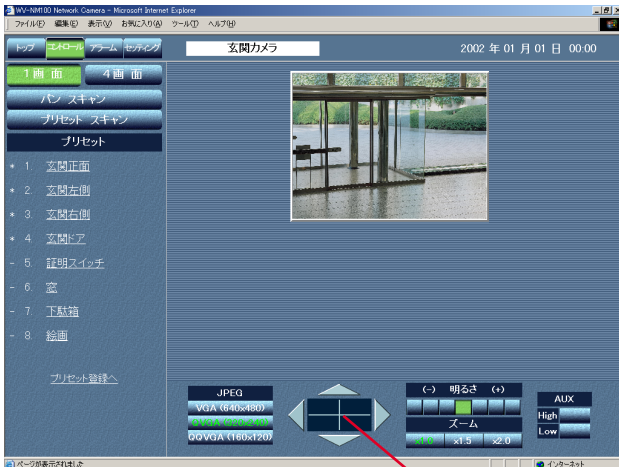 WV-NM100 Network Camera - Microsoft Internet Explorer
ファイル(F) 編集(E) 表示(V) お気に入り(A) ツール(T) ヘルプ(H)
トップ コントロール アラーム セッティング
玄関カメラ
2002 年 01 月 01 日 00:00
1画 面 4画 面
パン スキャン
プリセット スキャン
プリセット
* 1. 玄関正面
* 2. 玄関左側
* 3. 玄関右側
* 4. 玄関ドア
- 5. 証明スイッチ
- 6. 窓
- 7. 下駄箱
- 8. 絵画
プリセット登録へ
JPEG
VGA (640x480)
QVGA (320x240)
QQVGA (160x120)
(-) 明るさ (+)
ズーム
x1.0 x1.5 x2.0
AUX
High
Low
ページが表示されました
インターネット